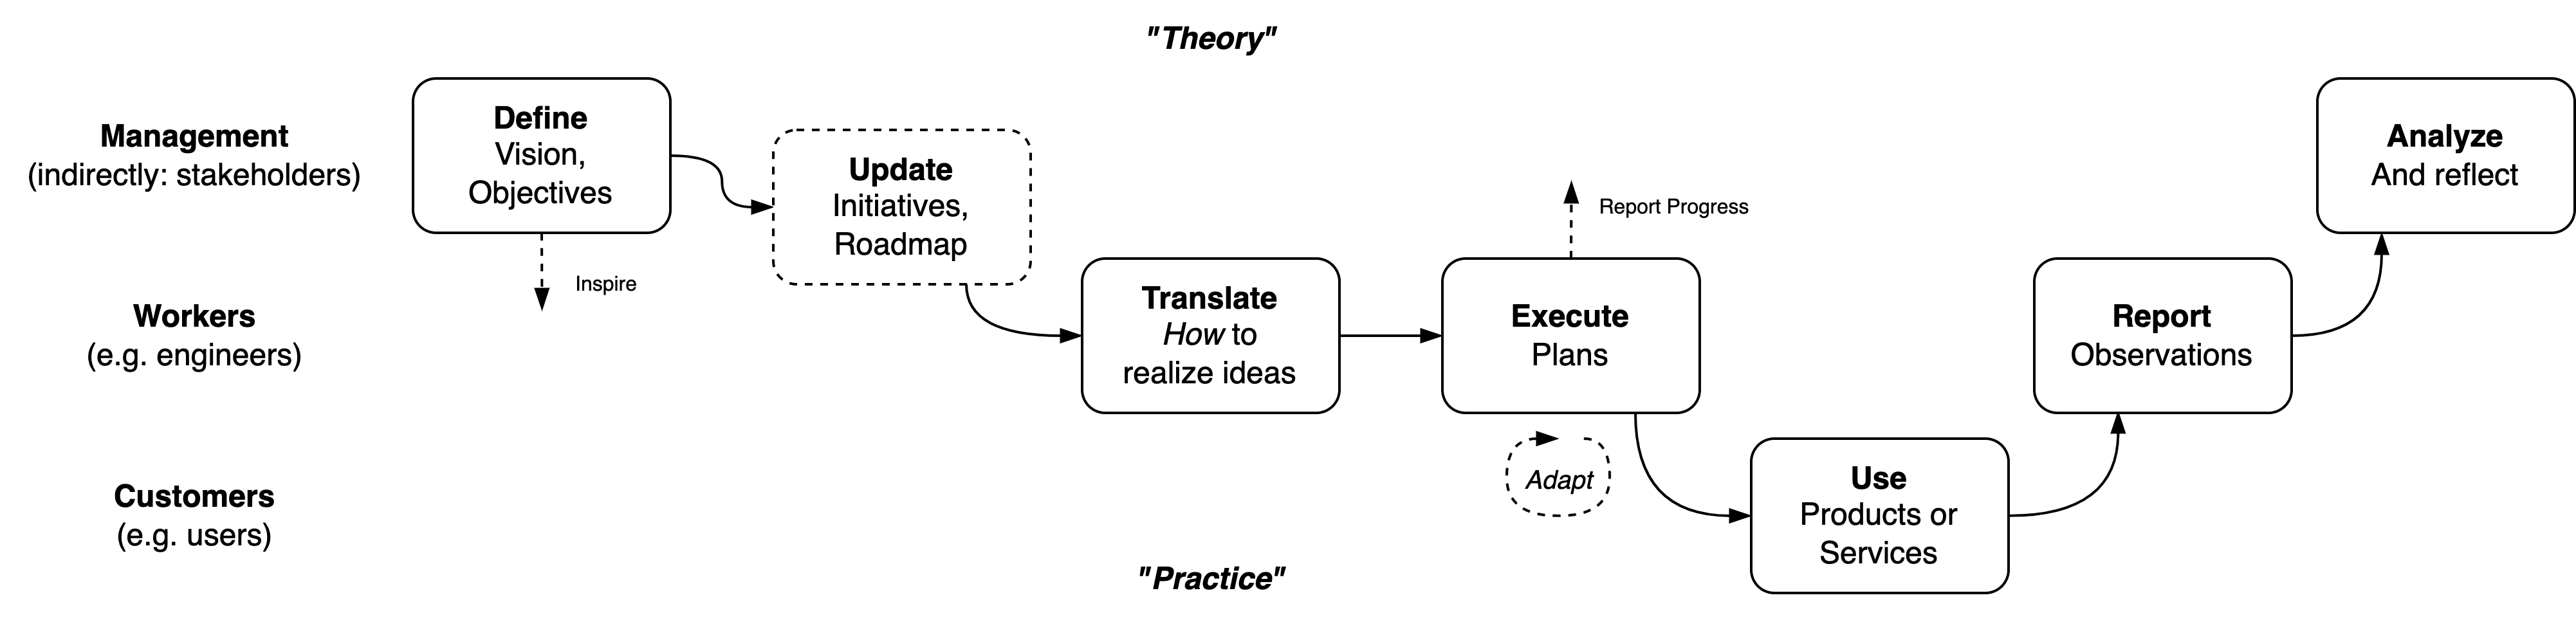 "Theory"
Management
(indirectly: stakeholders)
Define
Vision,
Objectives
Inspire
Update
Initiatives,
Roadmap
Report Progress
Analyze
And reflect
Workers
(e.g. engineers)
Translate
How to
realize ideas
Execute
Plans
Adapt
Report
Observations
Customers
(e.g. users)
Use
Products or
Services
"Practice"